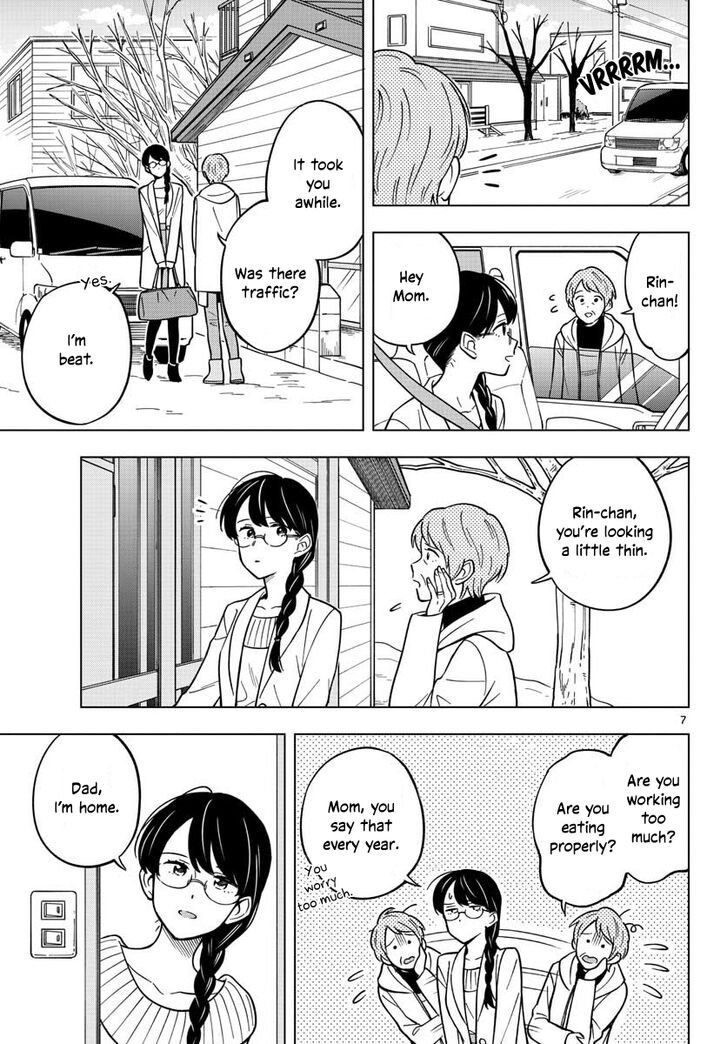 VRRRRM...
Rin-
chan!
Hey
Mom.
It took
you
awhile.
Was there
traffic?
yes.
I'm
beat.
Rin-chan,
you're looking
a little thin.
7
Are you
working
too
much?
Are you
eating
properly?
Mom, you
say that
every year.
You
worry
too much.
Dad,
I'm home.